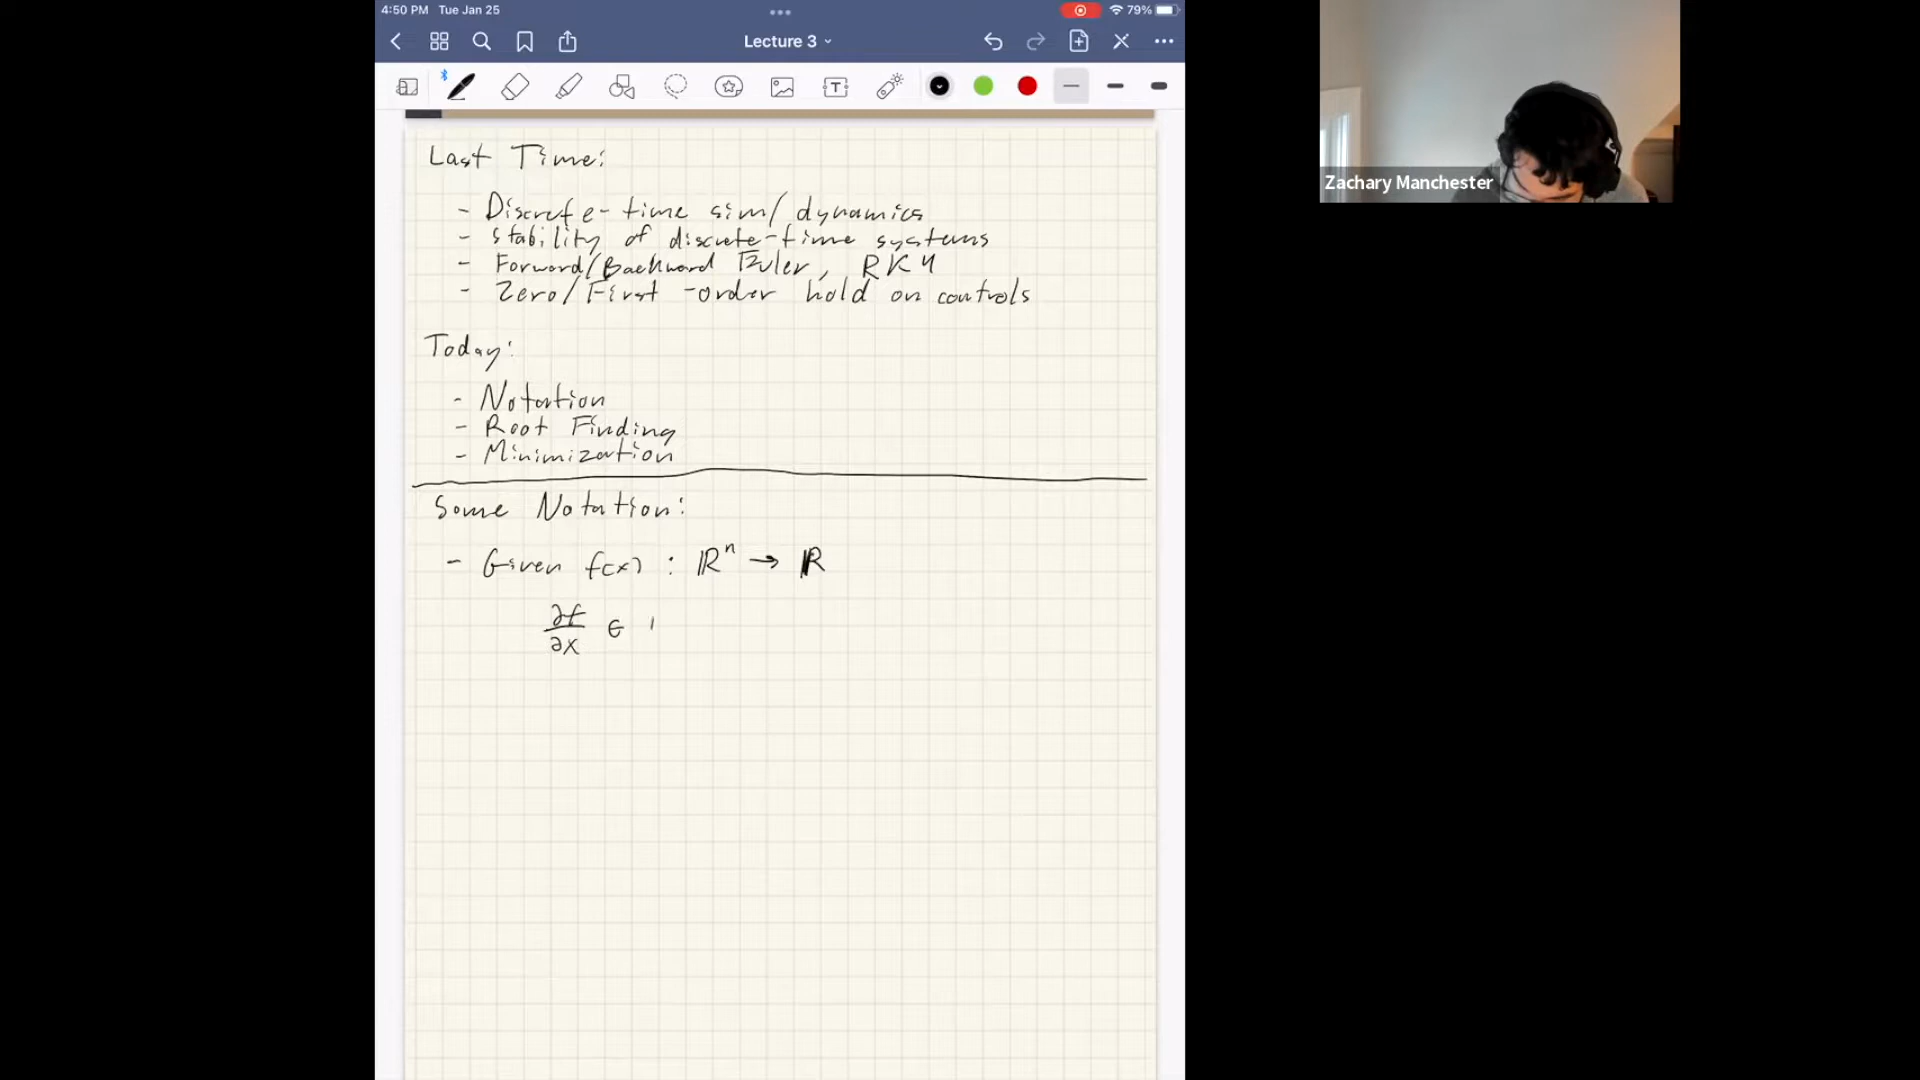 4:50 PM Tue Jan 25
79%
Lecture 3
T
Last Time:
- Discrete-time sim/dynamics
- Stability of discrete-time systems
- Forward/Backward Euler, RK4
- Zero/First-order hold on controls
Today:
- Notation
- Root Finding
- Minimization
Some Notation:
- Given f(x) : ℝⁿ → ℝ
∂f/∂x ∈
Zachary Manchester